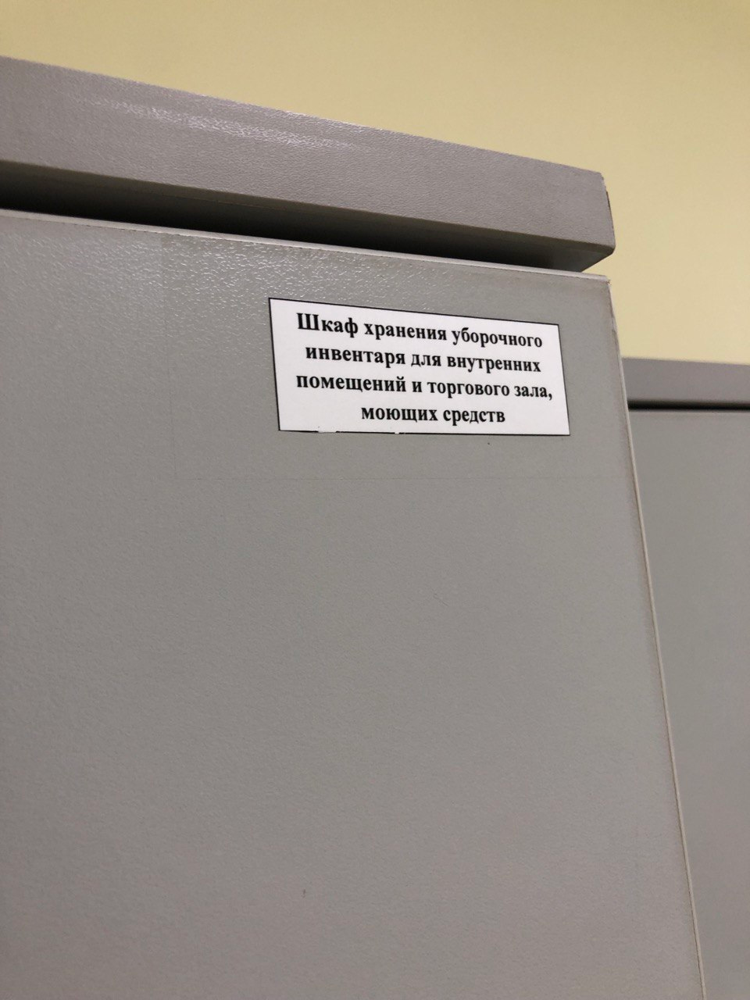 Шкаф хранения уборочного
инвентаря для внутренних
помещений и торгового зала,
моющих средств